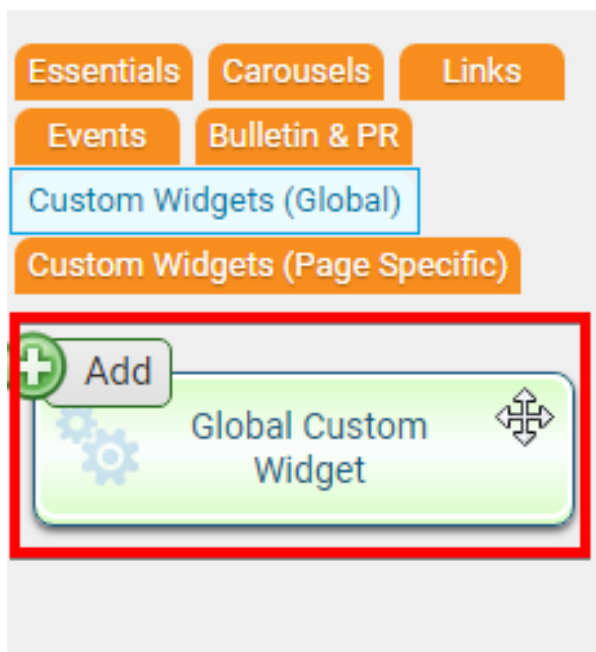 Essentials Carousels Links
Events Bulletin & PR
Custom Widgets (Global)
Custom Widgets (Page Specific)
Add
Global Custom
Widget